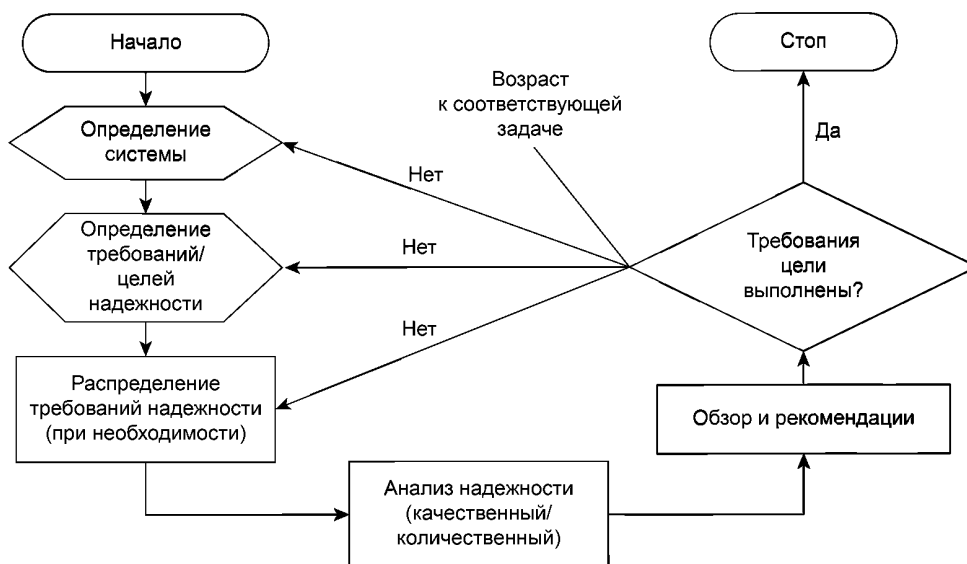 Начало
Стоп
Возраст
к соответствующей
задаче
Да
Определение
системы
Нет
Определение
требований/
целей
надежности
Нет
Требования
цели
выполнены?
Нет
Распределение
требований надежности
(при необходимости)
Обзор и рекомендации
Анализ надежности
(качественный/
количественный)